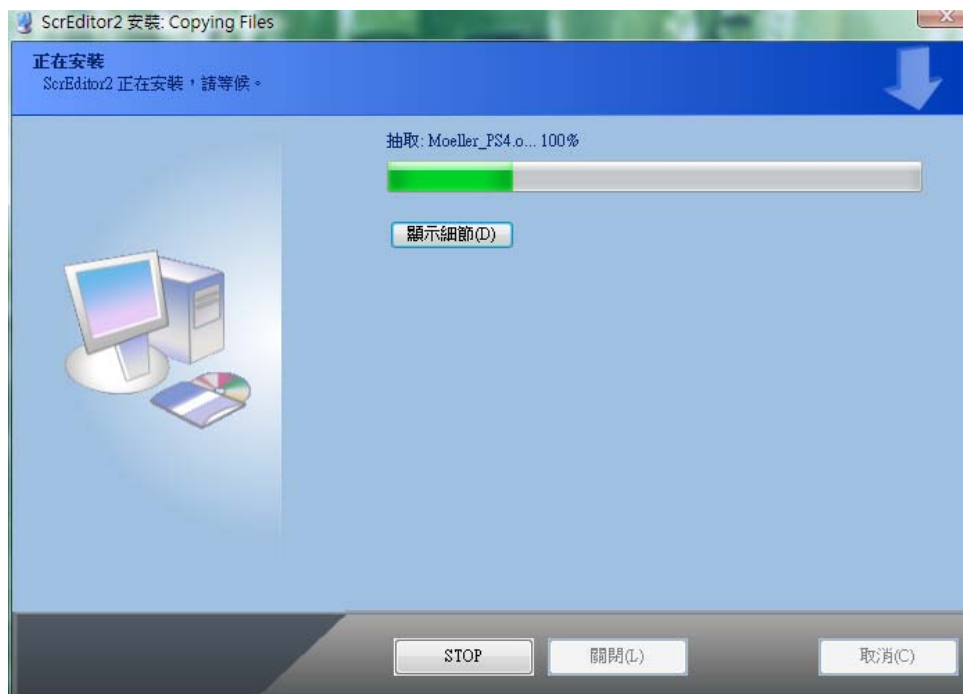 ScrEditor2 安裝: Copying Files
正在安裝
ScrEditor2 正在安裝，請等候。
抽取: Moeller_PS4.o... 100%
顯示細節(D)
STOP
關閉(L)
取消(C)